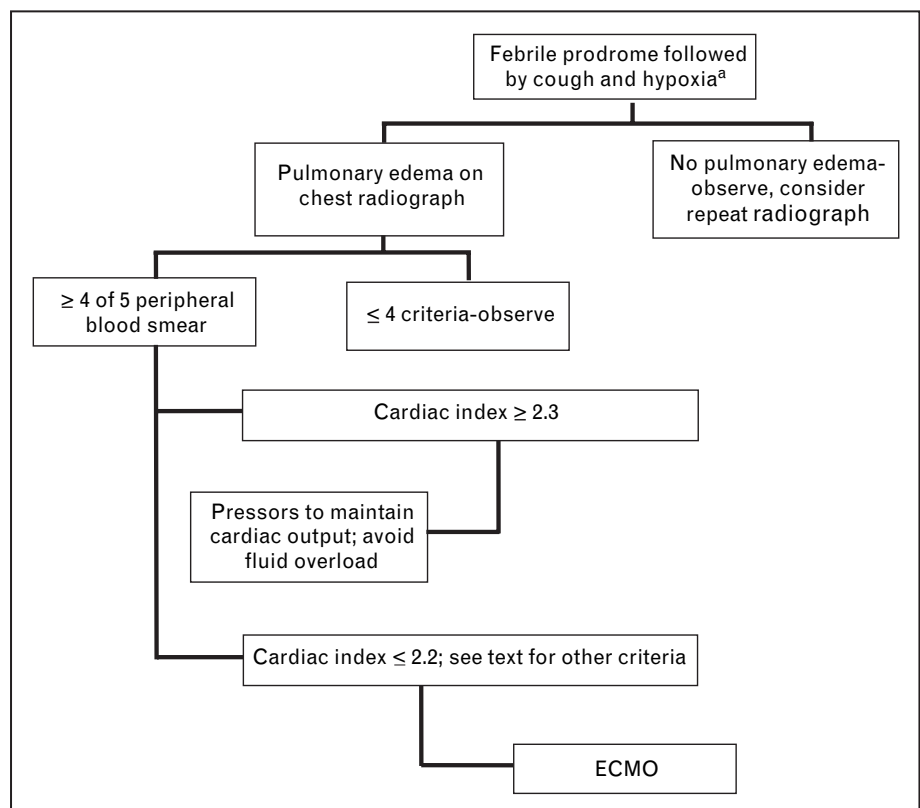 Febrile prodrome followed
by cough and hypoxiaᵃ
Pulmonary edema on
chest radiograph
No pulmonary edema-
observe, consider
repeat radiograph
≥ 4 of 5 peripheral
blood smear
≤ 4 criteria-observe
Cardiac index ≥ 2.3
Pressors to maintain
cardiac output; avoid
fluid overload
Cardiac index ≤ 2.2; see text for other criteria
ECMO